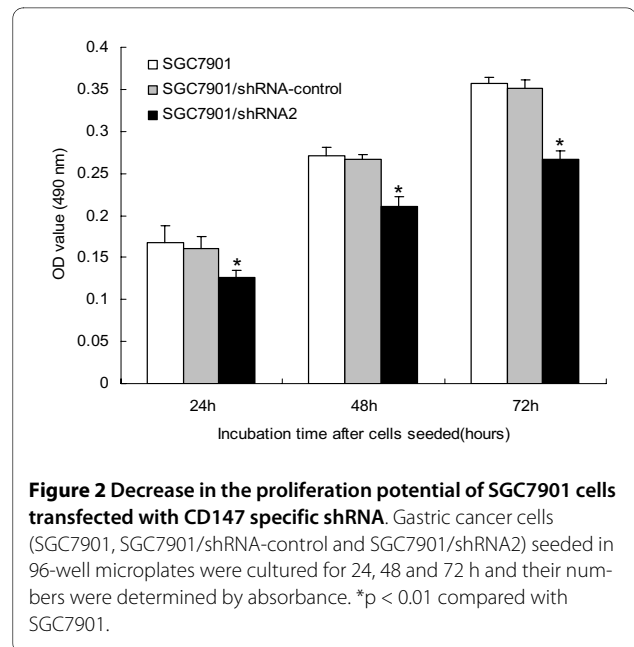 0.4
0.35
0.3
0.25
0.2
0.15
0.1
0.05
0
OD value (490 nm)
SGC7901
SGC7901/shRNA-control
SGC7901/shRNA2
*
*
*
24h 48h 72h
Incubation time after cells seeded(hours)
Figure 2 Decrease in the proliferation potential of SGC7901 cells
transfected with CD147 specific shRNA. Gastric cancer cells
(SGC7901, SGC7901/shRNA-control and SGC7901/shRNA2) seeded in
96-well microplates were cultured for 24, 48 and 72 h and their num-
bers were determined by absorbance. *p < 0.01 compared with
SGC7901.